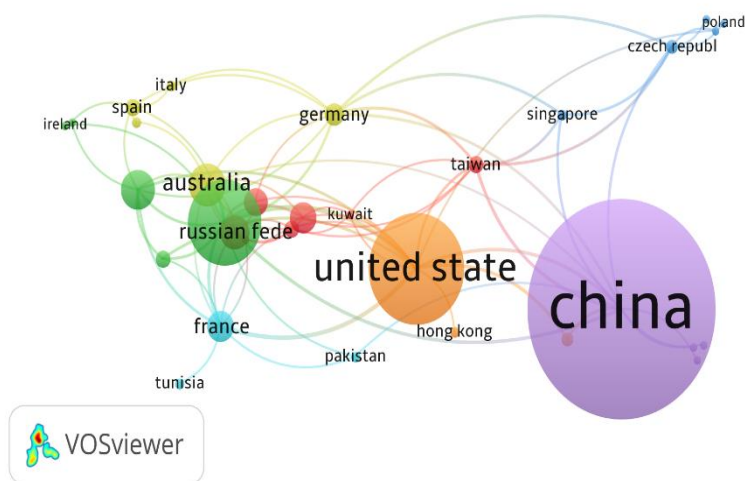 poland
czech republ
italy
germany
spain
singapore
ireland
taiwan
australia
kuwait
russian fede
united state
china
france
hong kong
pakistan
tunisia
VOSviewer